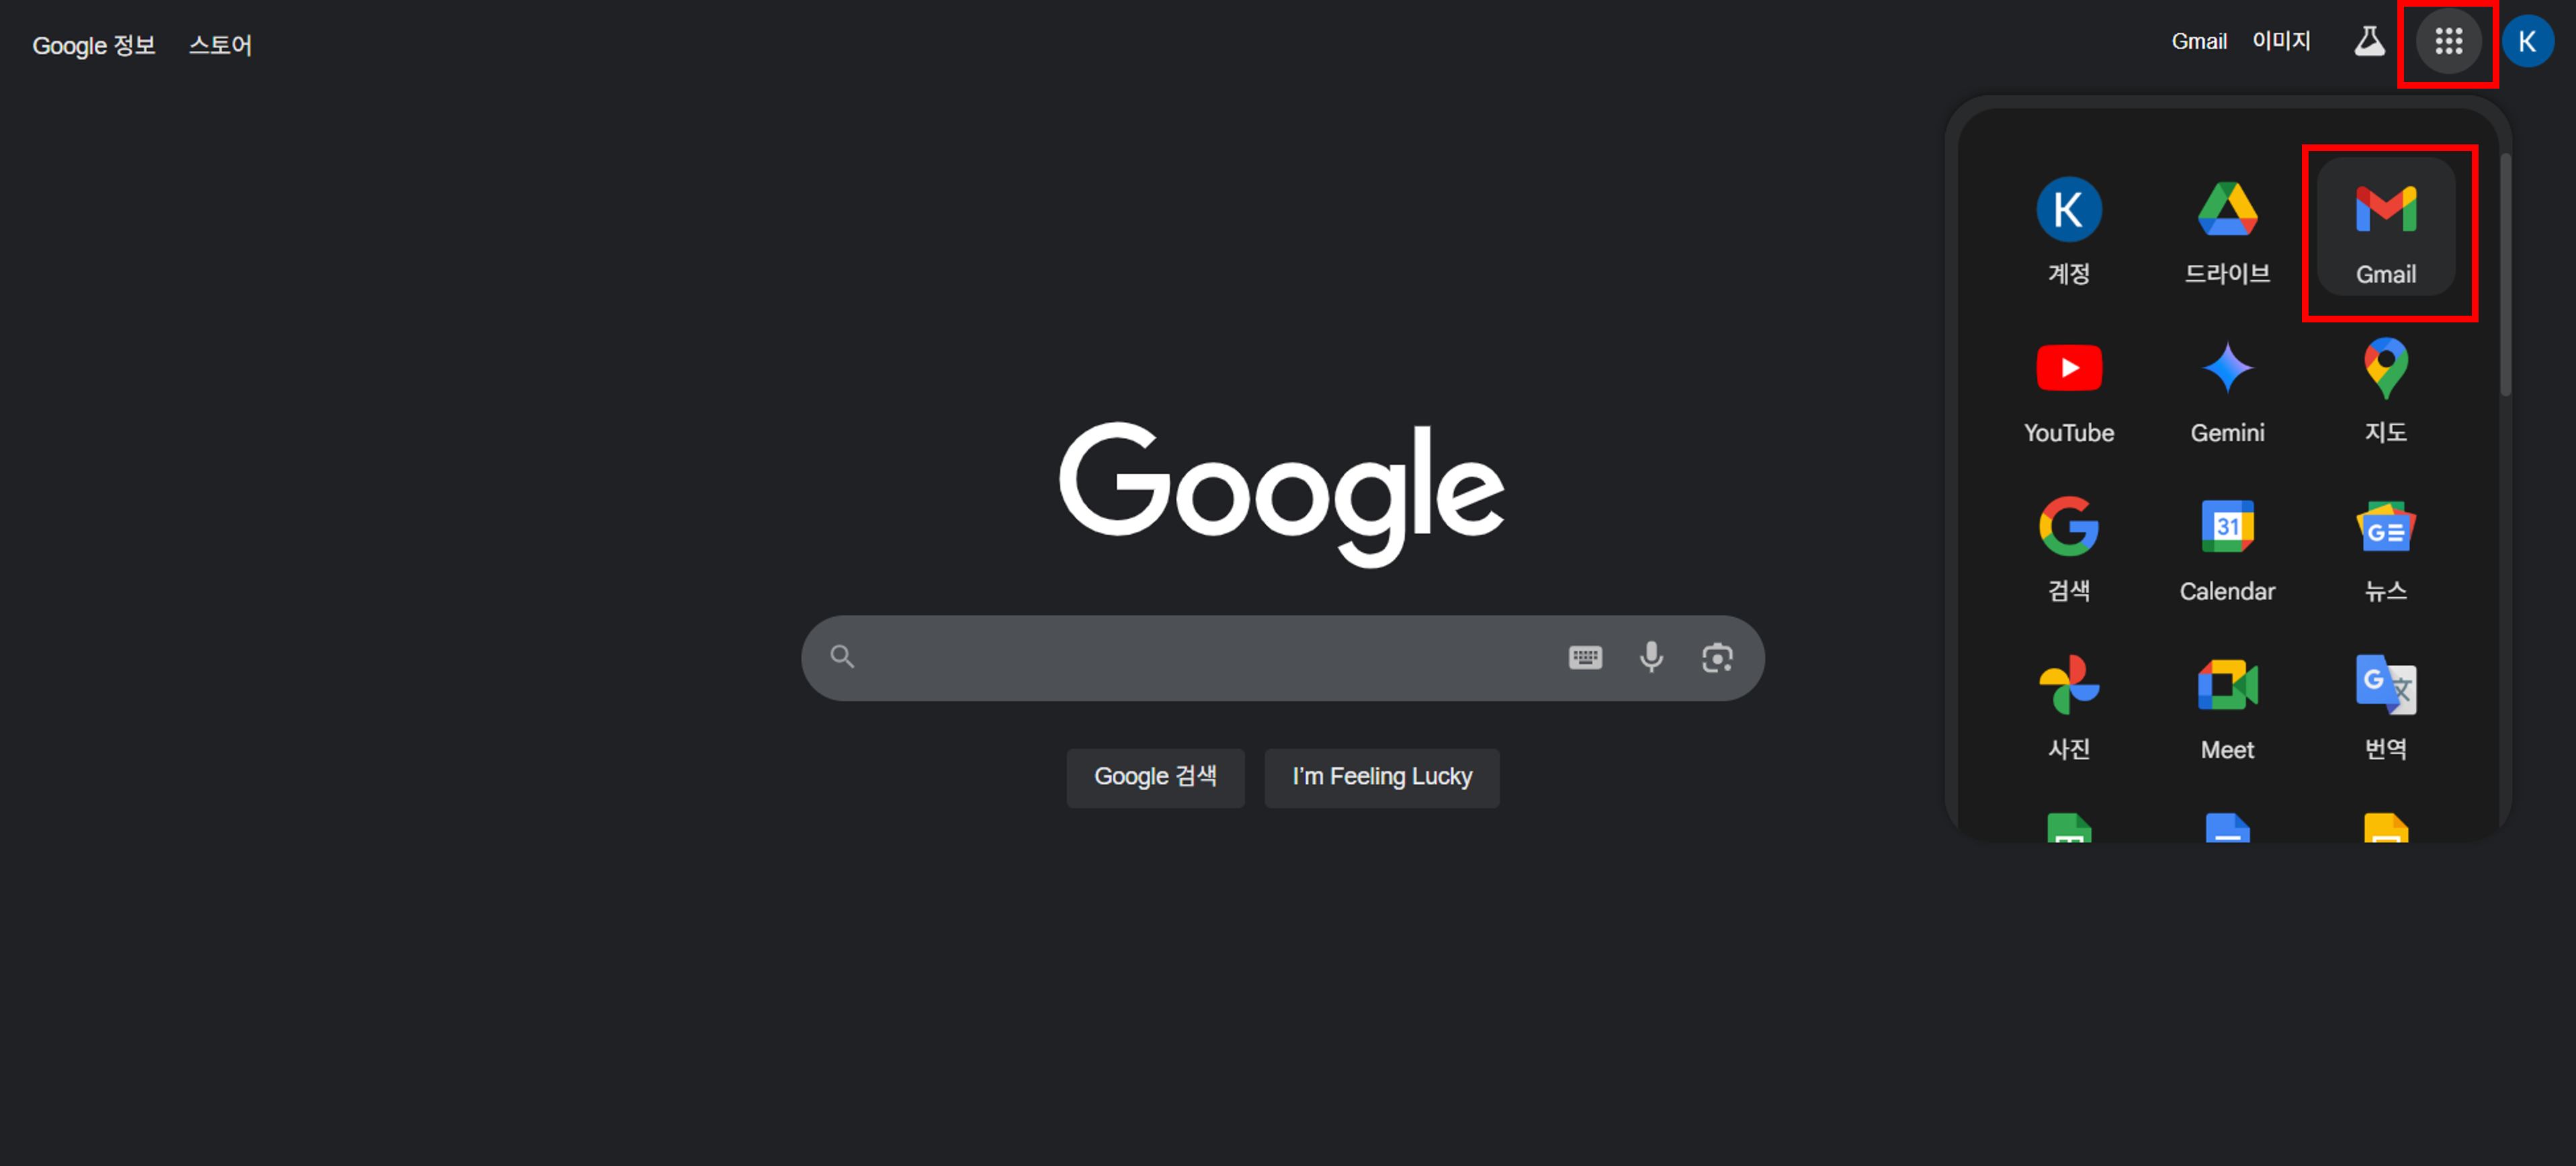 Google 정보 스토어
Gmail 이미지
K
K
계정 드라이브 Gmail
YouTube Gemini 지도
G 31 G
검색 Calendar 뉴스
G 文
사진 Meet 번역
Google
Google 검색 I'm Feeling Lucky